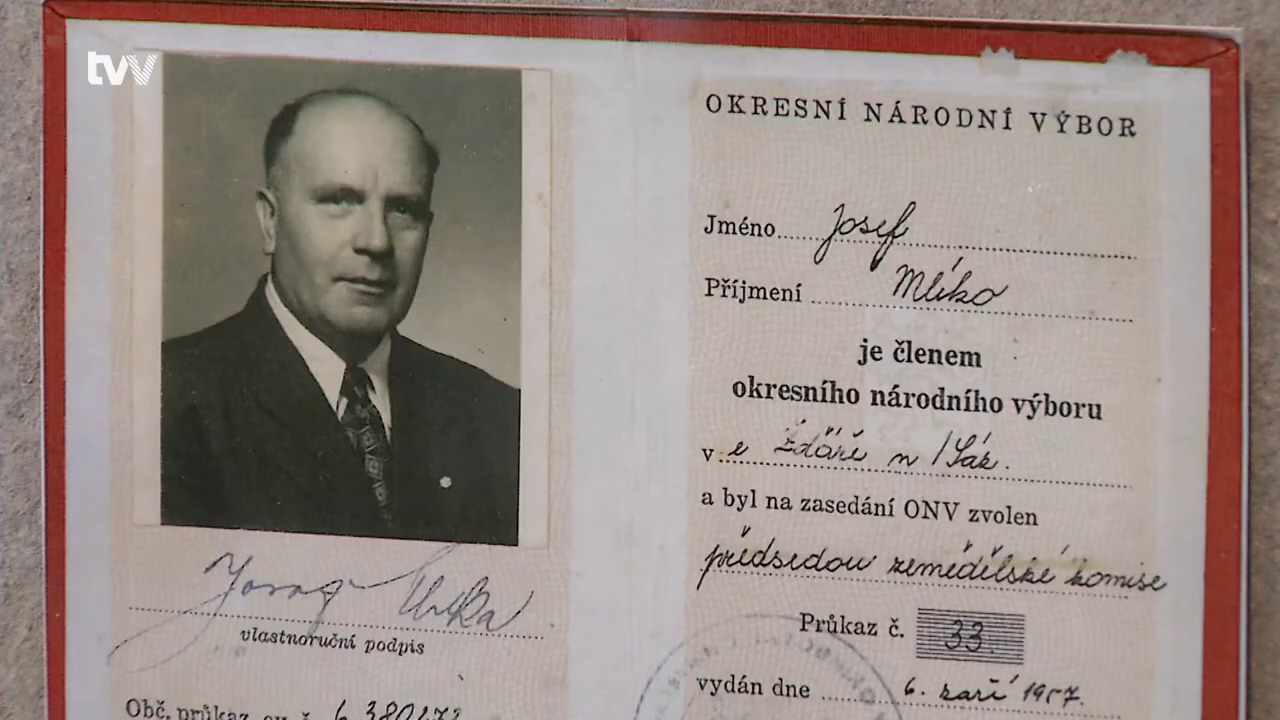 tvv
OKRESNÍ NÁRODNÍ VÝBOR
Jméno Josef
Příjmení Mlíko
je členem
okresního národního výboru
v e Žďáře n/Sáz.
a byl na zasedání ONV zvolen
předsedou zemědělské komise
Průkaz č. 33.
vydán dne 6. září 1957.
vlastnoruční podpis
Obč. průkaz